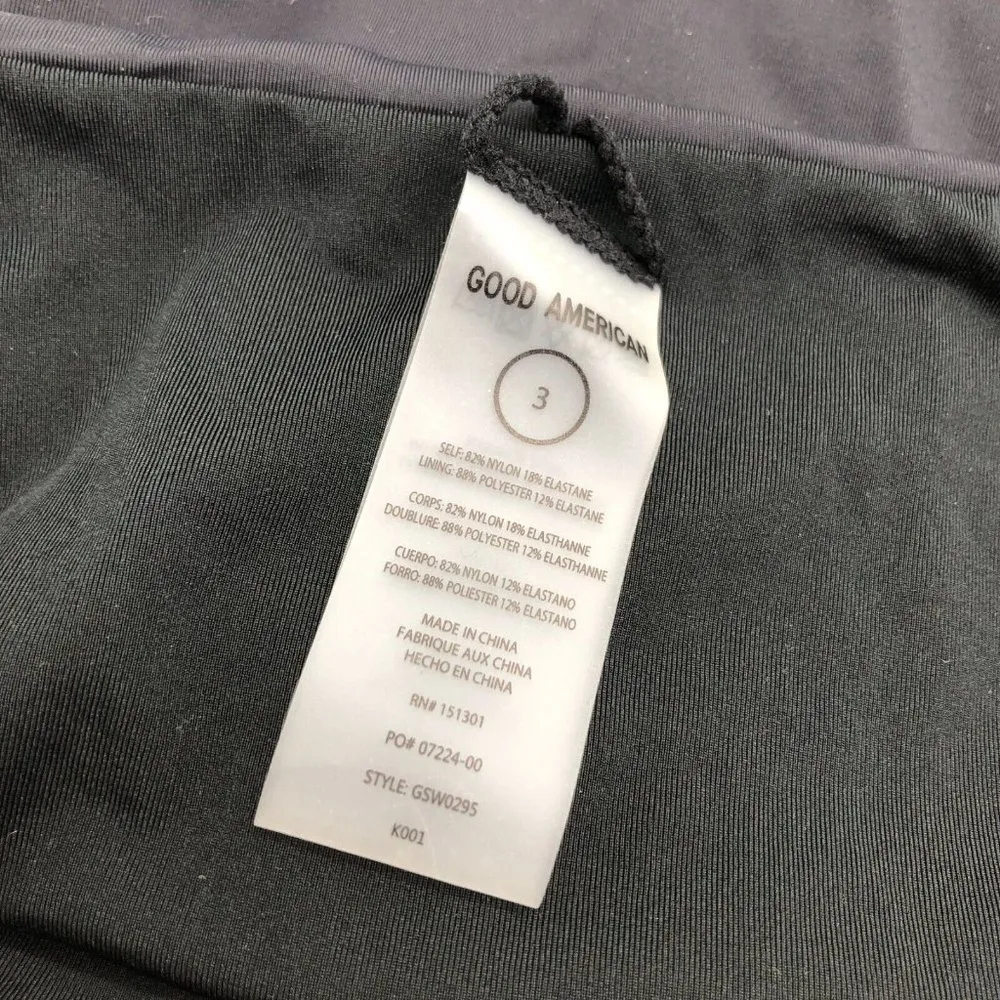 GOOD AMERICAN
3
SELF: 82% NYLON 18% ELASTANE
LINING: 88% POLYESTER 12% ELASTANE
CORPS: 82% NYLON 18% ELASTHANNE
DOUBLURE: 88% POLYESTER 12% ELASTHANNE
CUERPO: 82% NYLON 12% ELASTANO
FORRO: 88% POLIESTER 12% ELASTANO
MADE IN CHINA
FABRIQUE AUX CHINA
HECHO EN CHINA
RN# 151301
PO# 07224-00
STYLE: GSW0295
K001